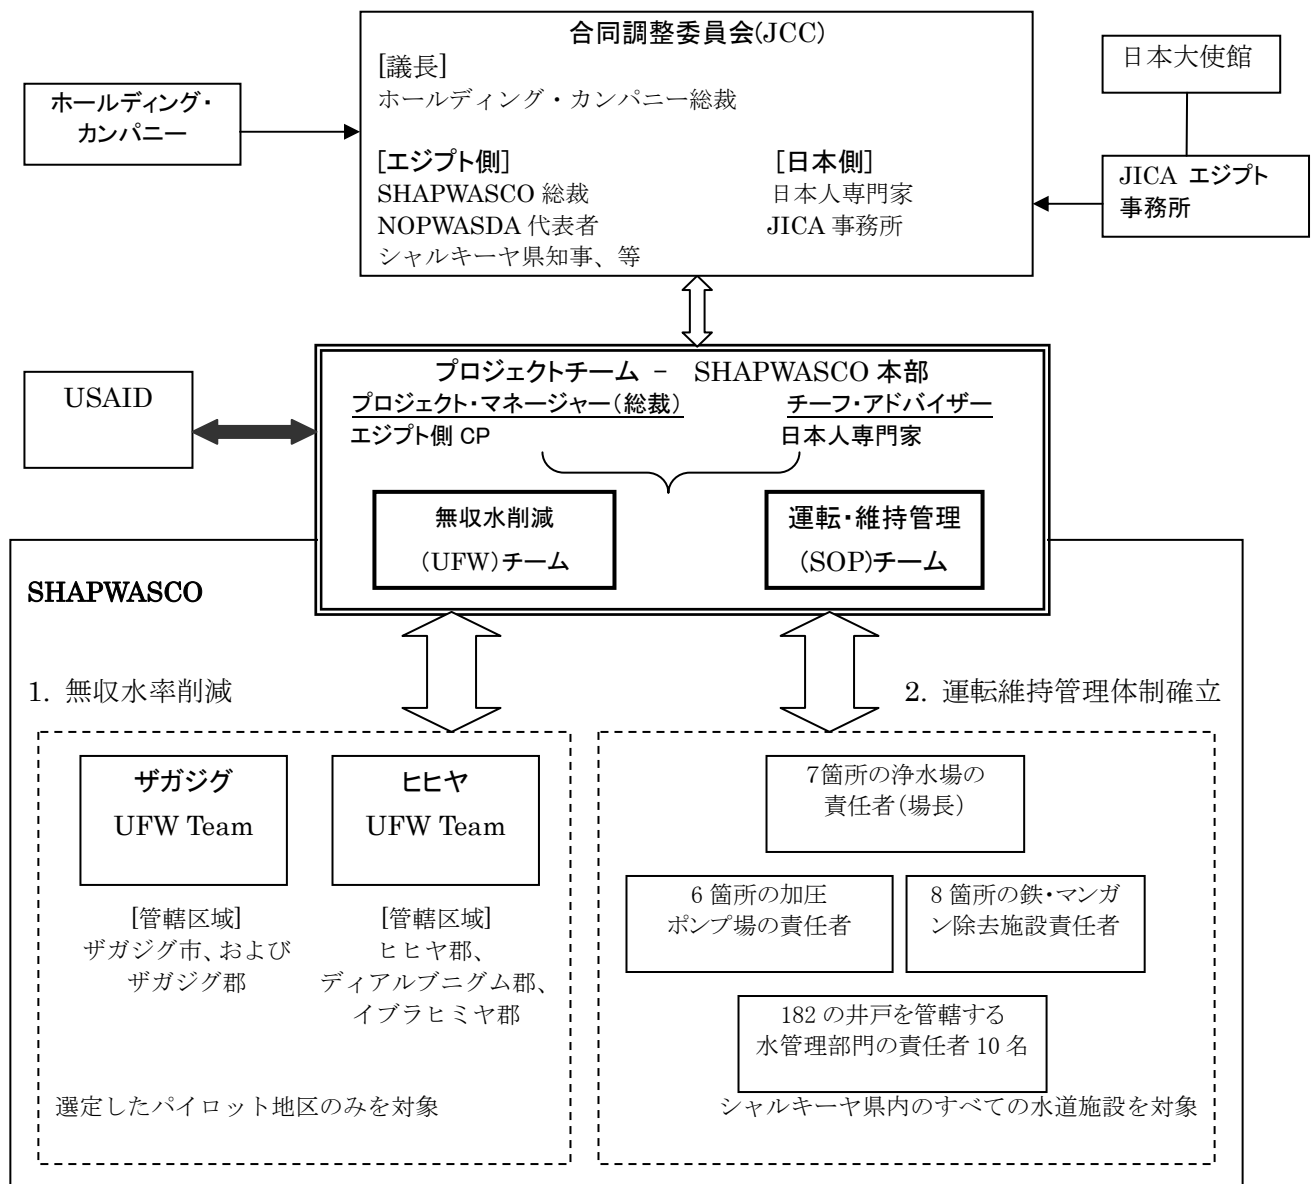 合同調整委員会(JCC)
[議長]
ホールディング・カンパニー総裁
[エジプト側]
SHAPWASCO 総裁
NOPWASDA 代表者
シャルキーヤ県知事、等
[日本側]
日本人専門家
JICA 事務所
ホールディング・
カンパニー
日本大使館
JICA エジプト
事務所
プロジェクトチーム － SHAPWASCO 本部
プロジェクト・マネージャー(総裁)
エジプト側 CP
チーフ・アドバイザー
日本人専門家
USAID
無収水削減
(UFW)チーム
運転・維持管理
(SOP)チーム
SHAPWASCO
1. 無収水率削減
2. 運転維持管理体制確立
ザガジグ
UFW Team
ヒヒヤ
UFW Team
[管轄区域]
ザガジグ市、および
ザガジグ郡
[管轄区域]
ヒヒヤ郡、
ディアルブニグム郡、
イブラヒミヤ郡
選定したパイロット地区のみを対象
7箇所の浄水場の
責任者(場長)
6 箇所の加圧
ポンプ場の責任者
8 箇所の鉄・マンガ
ン除去施設責任者
182 の井戸を管轄する
水管理部門の責任者 10 名
シャルキーヤ県内のすべての水道施設を対象